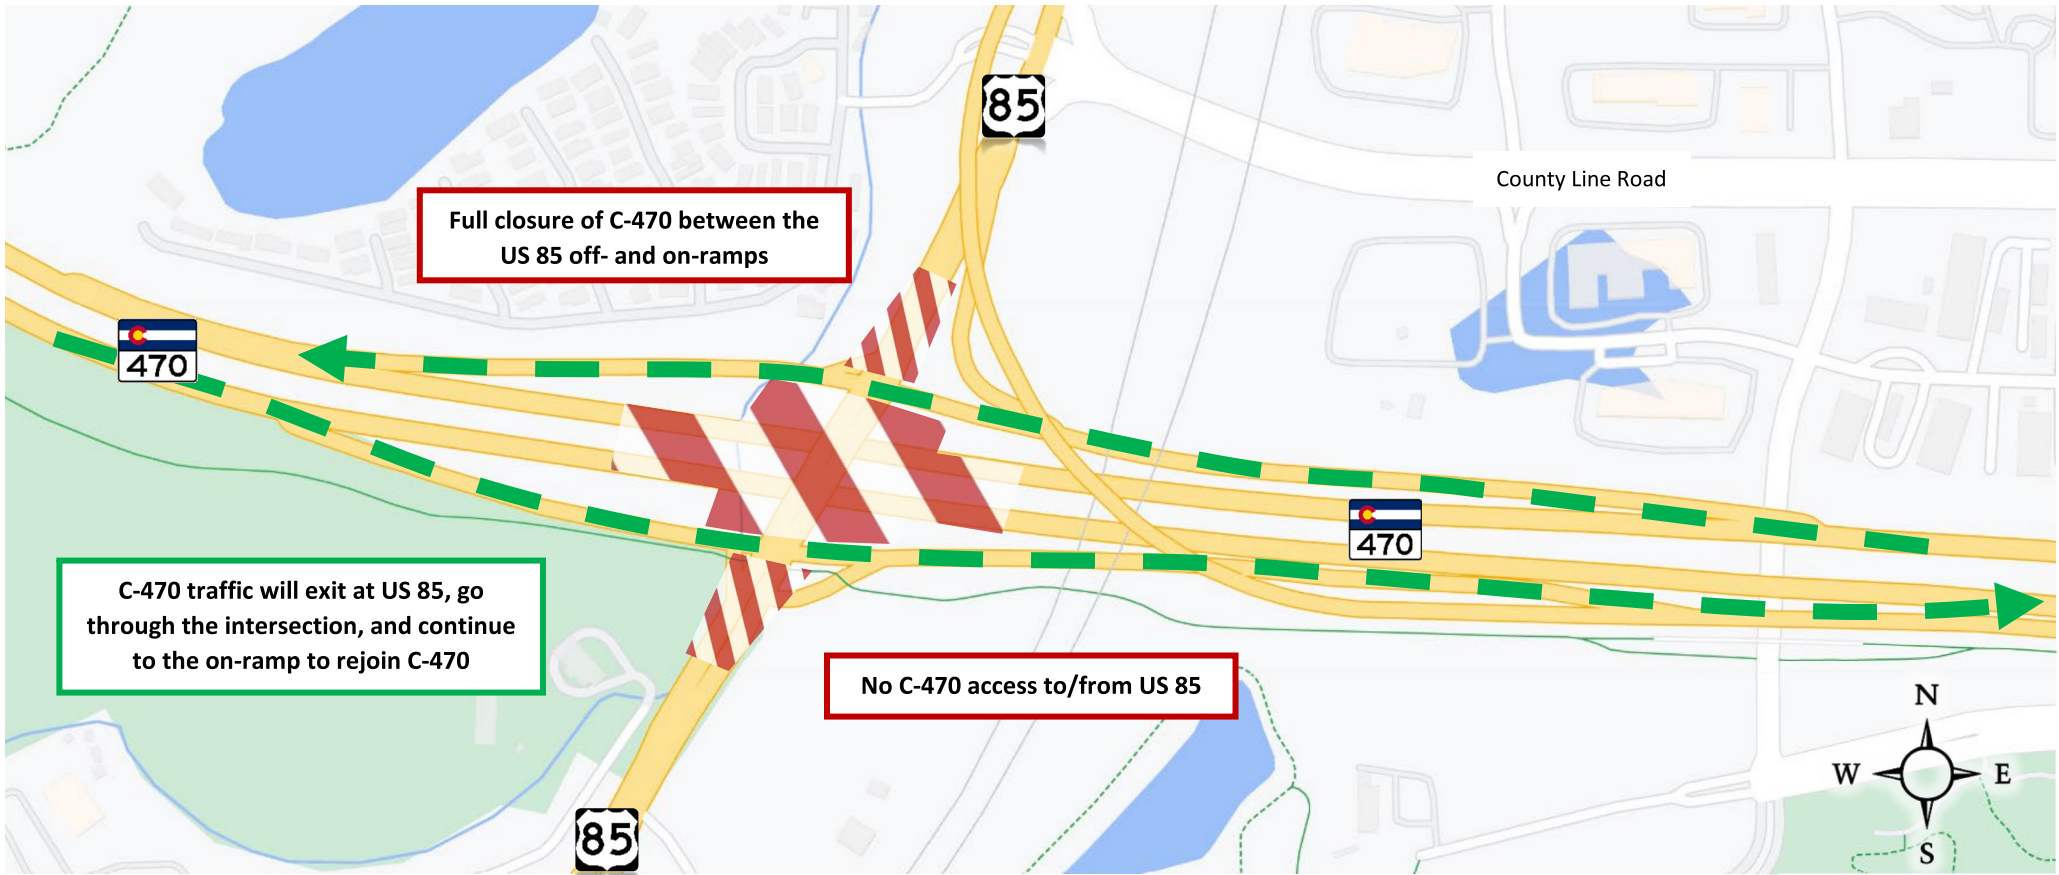 85
County Line Road
Full closure of C-470 between the
US 85 off- and on-ramps
470
470
C-470 traffic will exit at US 85, go
through the intersection, and continue
to the on-ramp to rejoin C-470
No C-470 access to/from US 85
N
W E
S
85